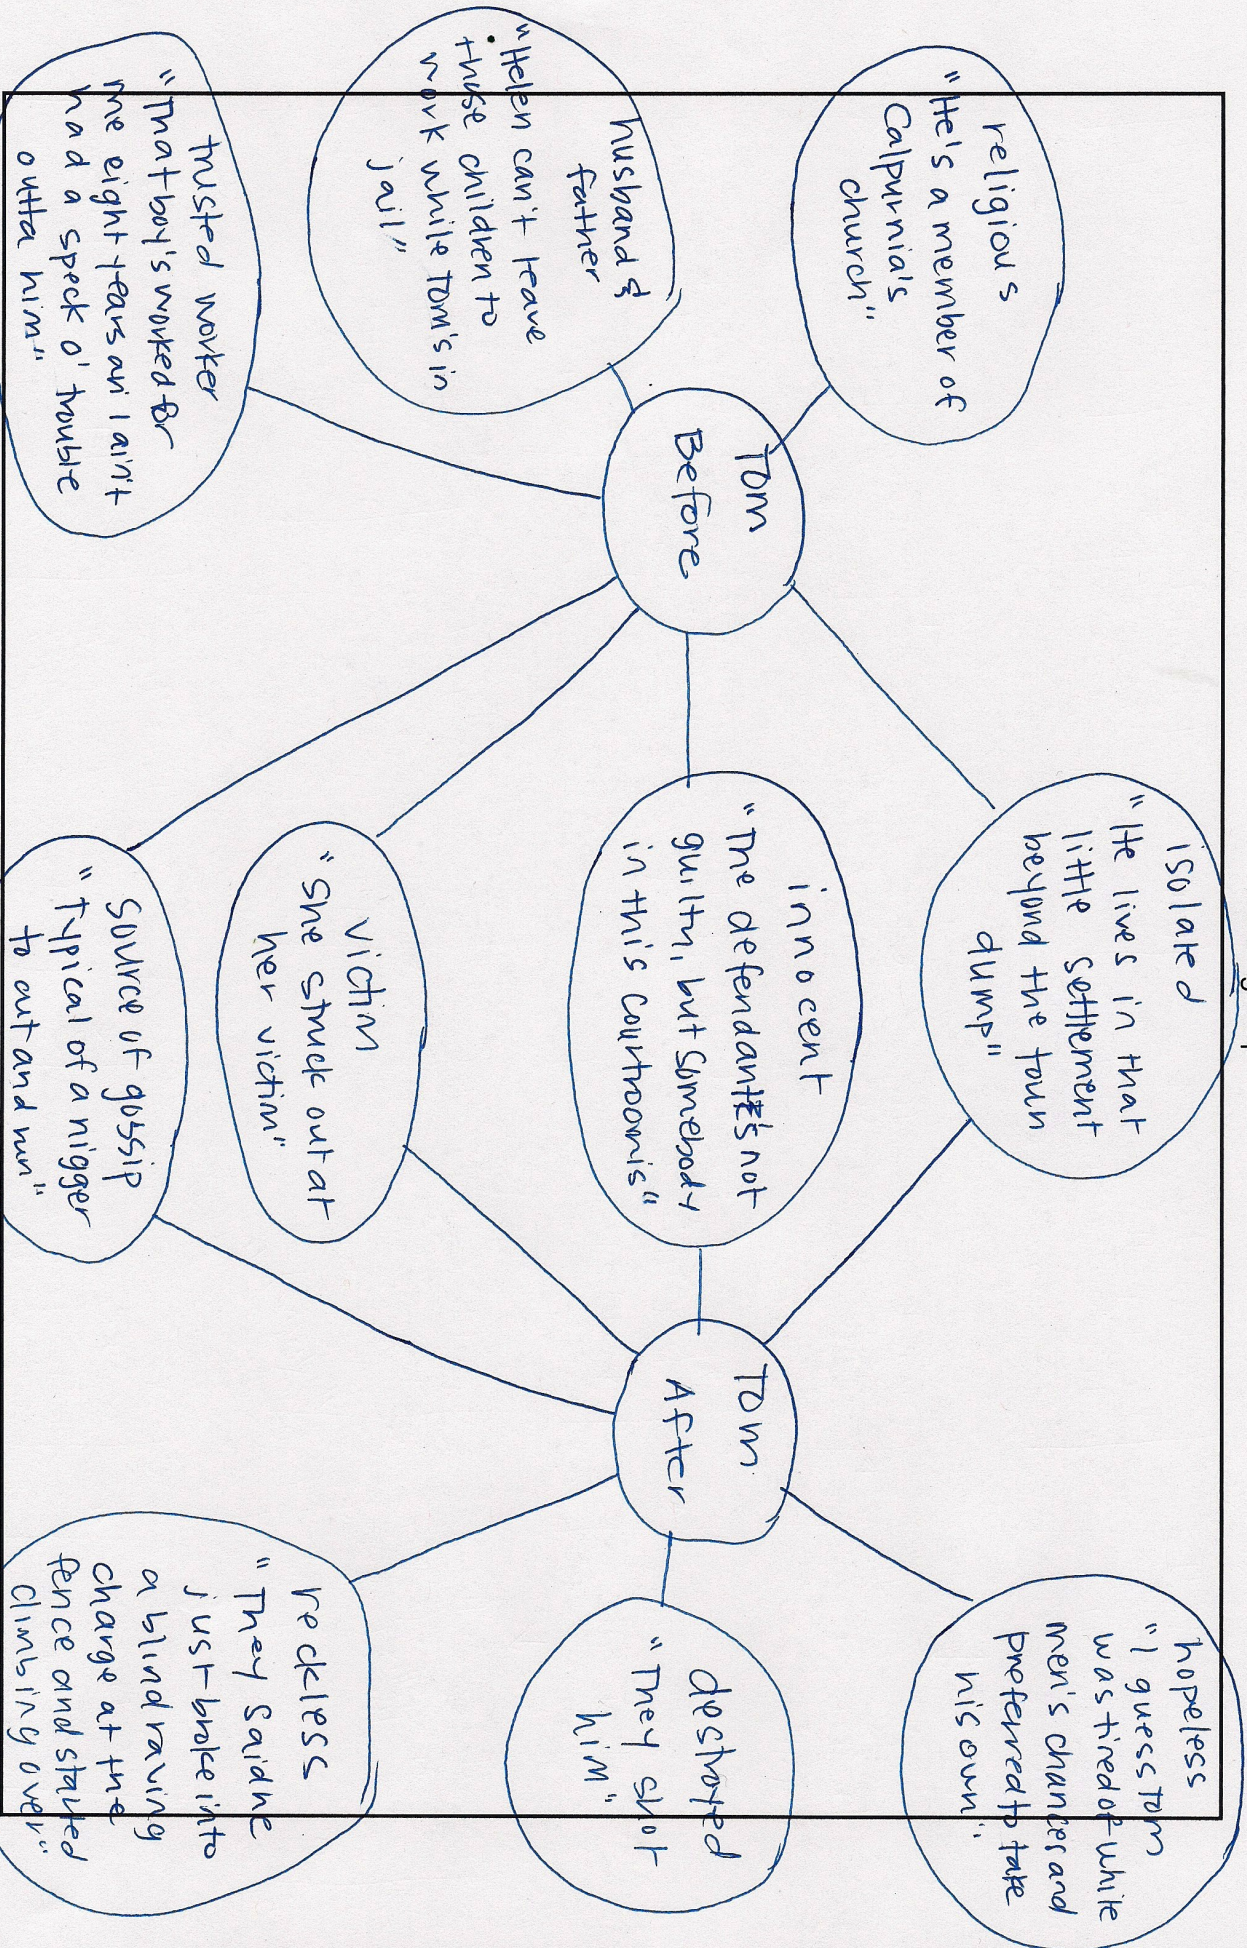 religious
"He's a member of
Calpurnia's
church"
husband &
father
"Helen can't leave
those children to
work while Tom's in
jail"
trusted worker
"That boy's worked for
me eight years an' I ain't
had a speck o' trouble
outta him"
Tom
Before
isolated
"He lives in that
little settlement
beyond the town
dump"
innocent
"The defendant's not
guilty, but somebody
in this courtroom is"
victim
"She struck out at
her victim"
Source of gossip
"Typical of a nigger
to cut and run"
Tom
After
hopeless
"I guess Tom
was tired of white
men's chances and
preferred to take
his own".
destroyed
"They shot
him"
reckless
"They said he
just broke into
a blind raving
charge at the
fence and started
climbing over"